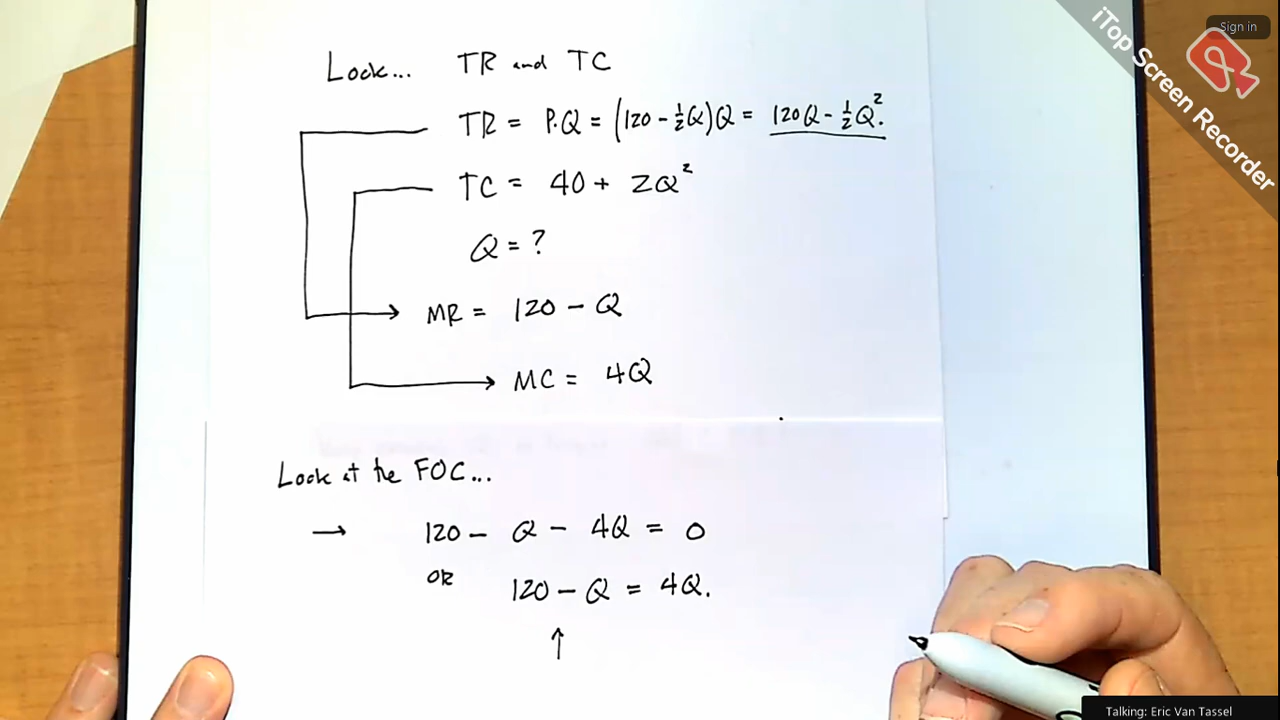 Look... TR and TC
TR = P.Q = (120 - ½Q)Q = 120Q - ½Q².
TC = 40 + 2Q²
Q = ?
MR = 120 - Q
MC = 4Q
Look at the FOC...
→ 120 - Q - 4Q = 0
OR 120 - Q = 4Q.
↑
iTop Screen Recorder
Sign in
Talking: Eric Van Tassel